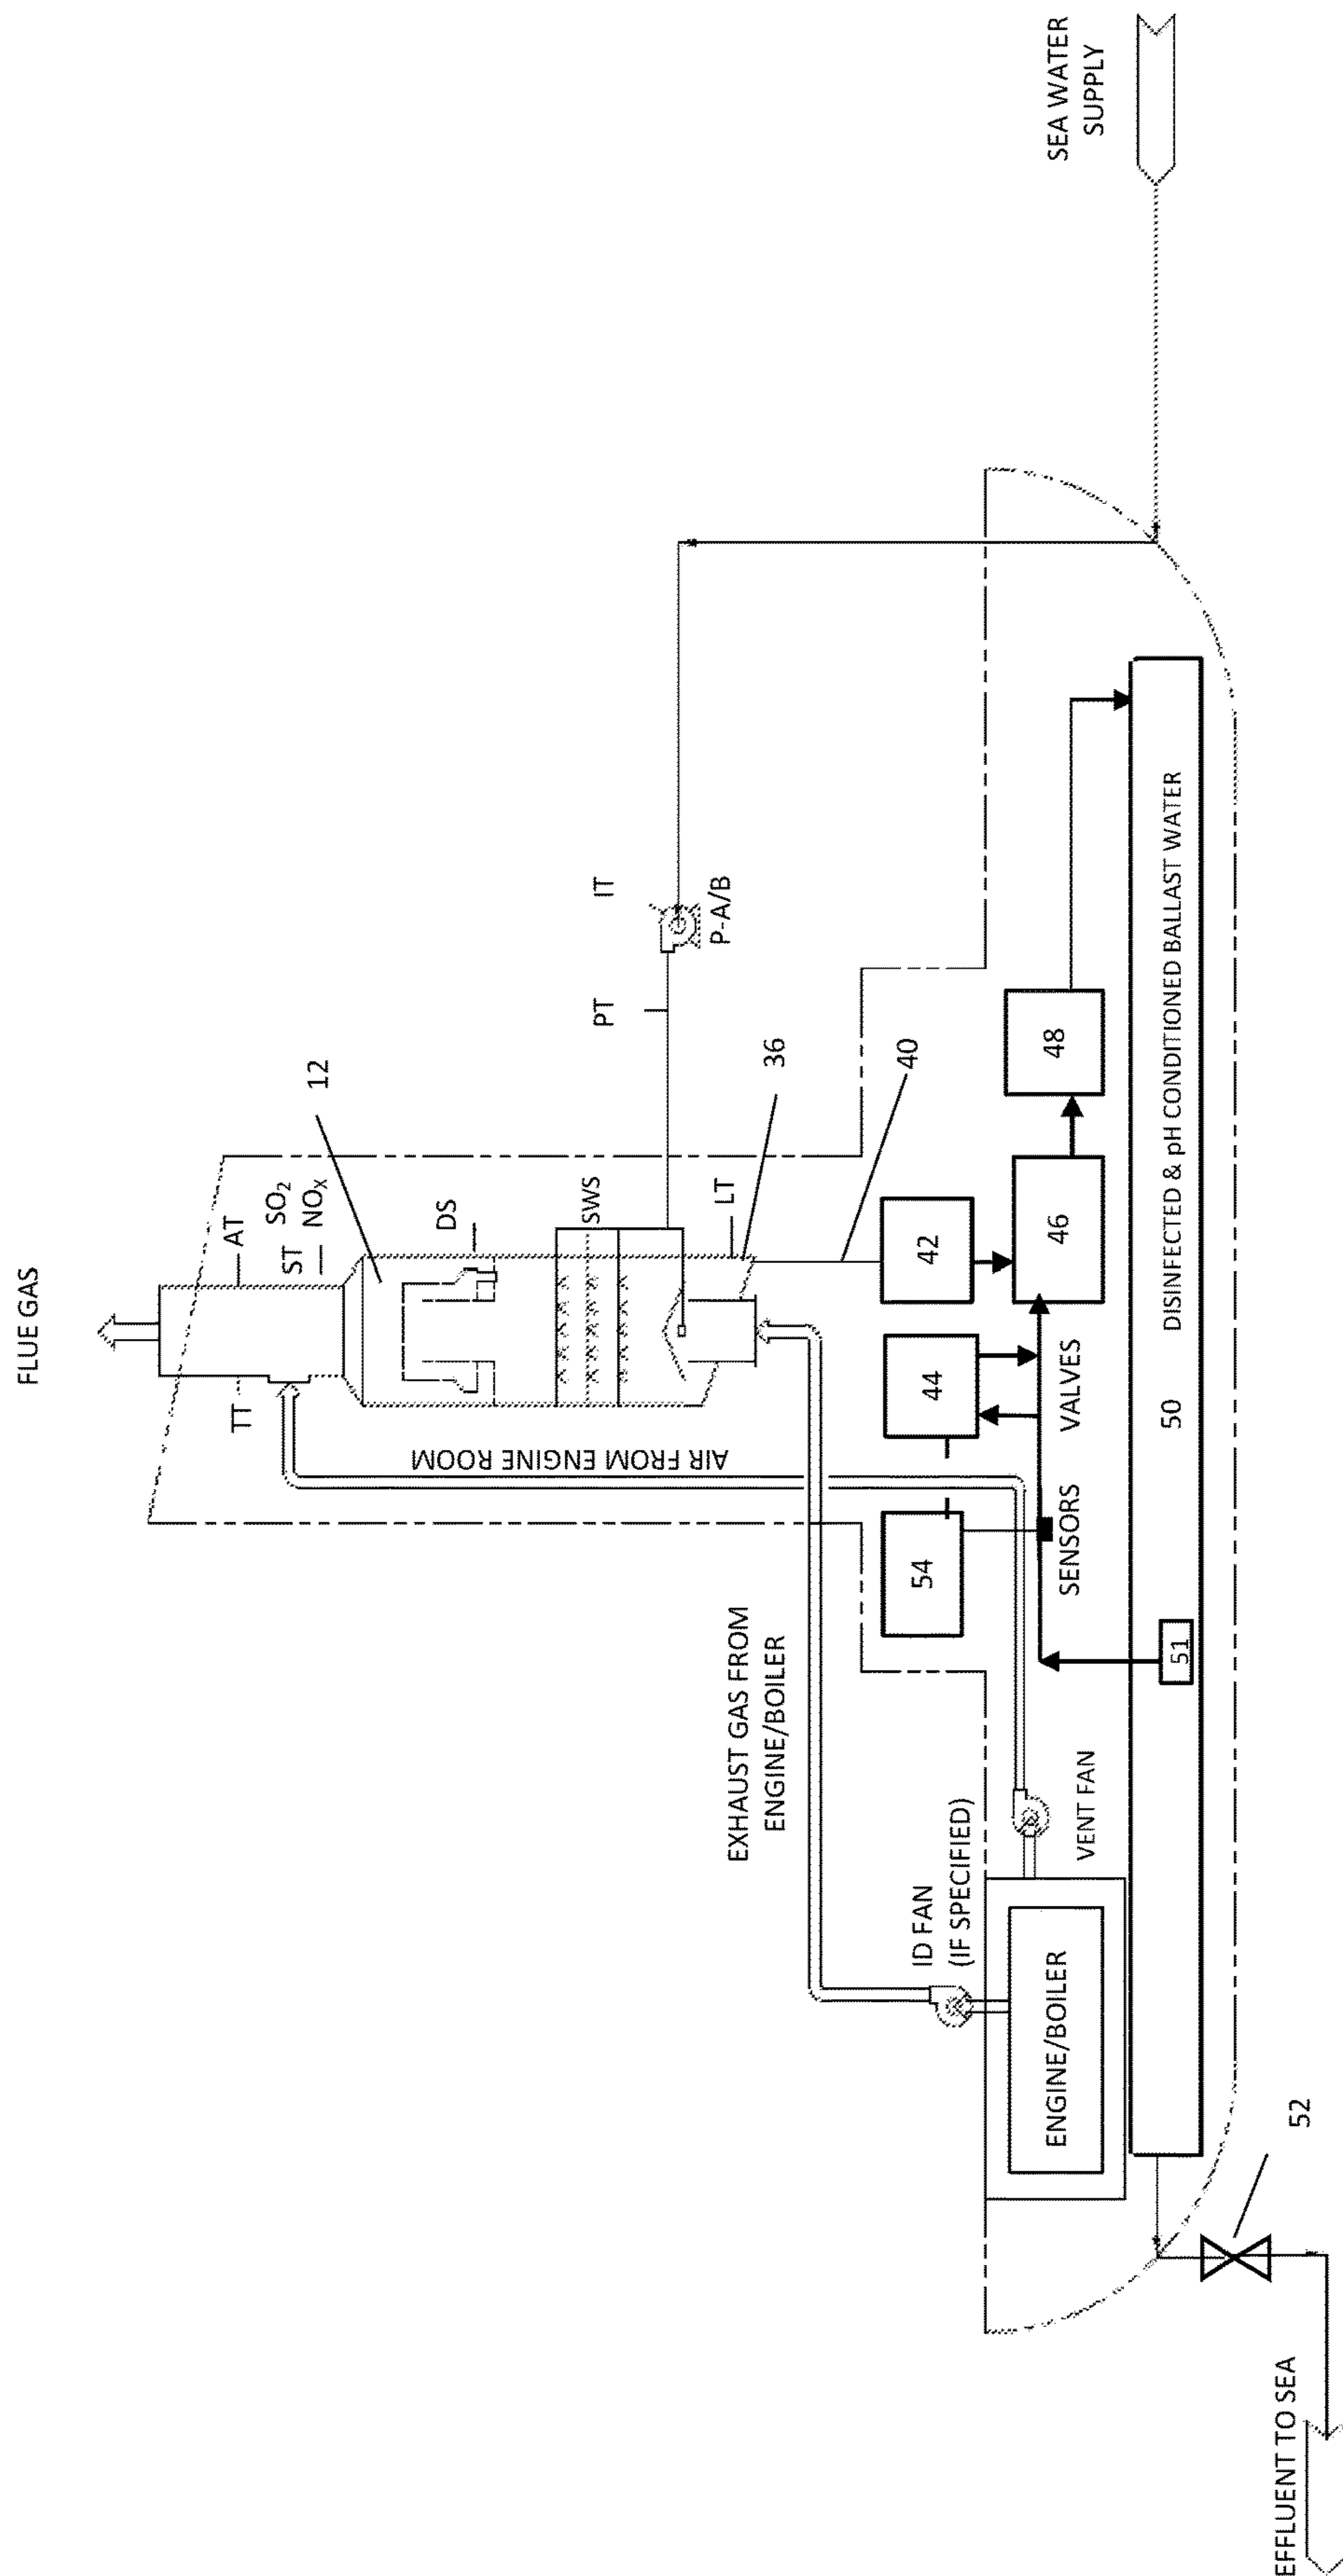 FLUE GAS
TT
AT
ST SO₂
NOₓ
12
DS
AIR FROM ENGINE ROOM
SWS
PT
IT
P-A/B
LT
36
40
SEA WATER
SUPPLY
EXHAUST GAS FROM
ENGINE/BOILER
ID FAN
(IF SPECIFIED)
ENGINE/BOILER
VENT FAN
54
44
42
46
48
SENSORS
VALVES
51
50 DISINFECTED & pH CONDITIONED BALLAST WATER
52
EFFLUENT TO SEA